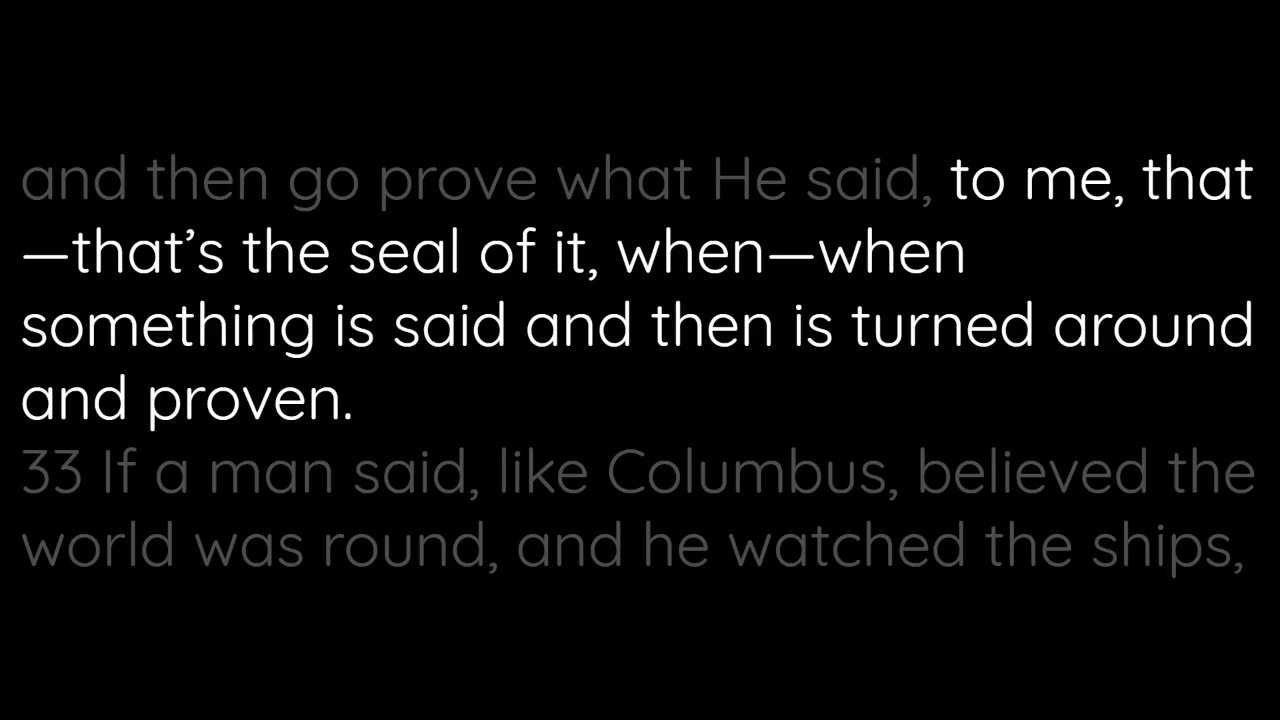 and then go prove what He said, to me, that
—that’s the seal of it, when—when
something is said and then is turned around
and proven.
33 If a man said, like Columbus, believed the
world was round, and he watched the ships,